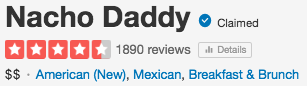 Nacho Daddy Claimed
1890 reviews Details
$$ · American (New), Mexican, Breakfast & Brunch